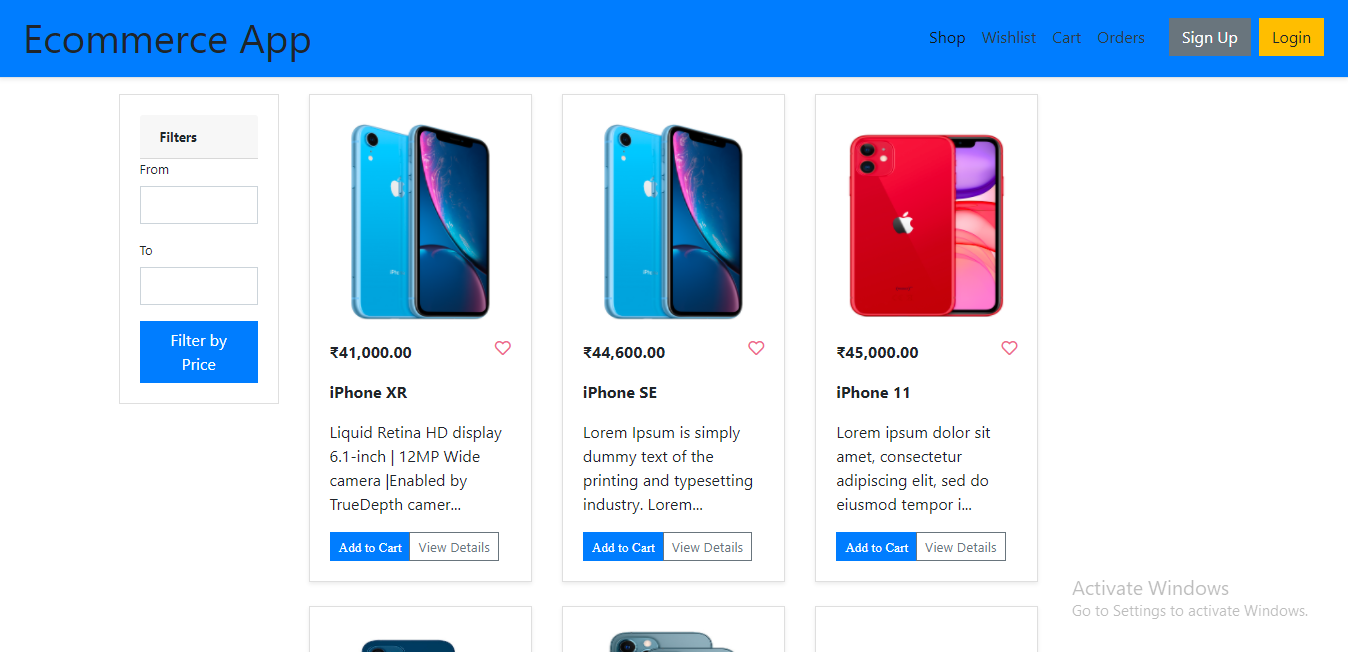 Ecommerce App
Shop Wishlist Cart Orders Sign Up Login
Filters
From
To
Filter by
Price
₹41,000.00
iPhone XR
Liquid Retina HD display
6.1-inch | 12MP Wide
camera |Enabled by
TrueDepth camer...
Add to Cart View Details
₹44,600.00
iPhone SE
Lorem Ipsum is simply
dummy text of the
printing and typesetting
industry. Lorem...
Add to Cart View Details
₹45,000.00
iPhone 11
Lorem ipsum dolor sit
amet, consectetur
adipiscing elit, sed do
eiusmod tempor i...
Add to Cart View Details
Activate Windows
Go to Settings to activate Windows.